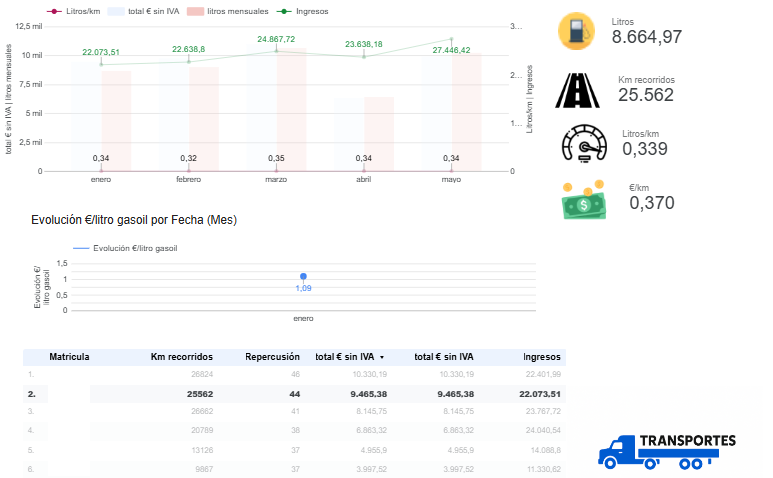 Litros/km total € sin IVA litros mensuales Ingresos
total € sin IVA | litros mensuales
12,5 mil
10 mil
7,5 mil
5 mil
2,5 mil
0
22.073,51
22.638,8
24.867,72
23.638,18
27.446,42
0,34
0,32
0,35
0,34
0,34
enero
febrero
marzo
abril
mayo
3...
2...
1...
0
Litros/km | Ingresos
Litros
8.664,97
Km recorridos
25.562
Litros/km
0,339
€/km
0,370
Evolución €/litro gasoil por Fecha (Mes)
Evolución €/litro gasoil
Evolución €/
litro gasoil
1,5
1
0,5
0
1,09
enero
Matricula Km recorridos Repercusión total € sin IVA total € sin IVA Ingresos
1. 26824 46 10.330,19 10.330,19 22.401,99
2. 25562 44 9.465,38 9.465,38 22.073,51
3. 26662 41 8.145,75 8.145,75 23.767,72
4. 20789 38 6.863,32 6.863,32 24.040,54
5. 13126 37 4.955,9 4.955,9 14.088,8
6. 9867 37 3.997,52 3.997,52 11.330,62
TRANSPORTES